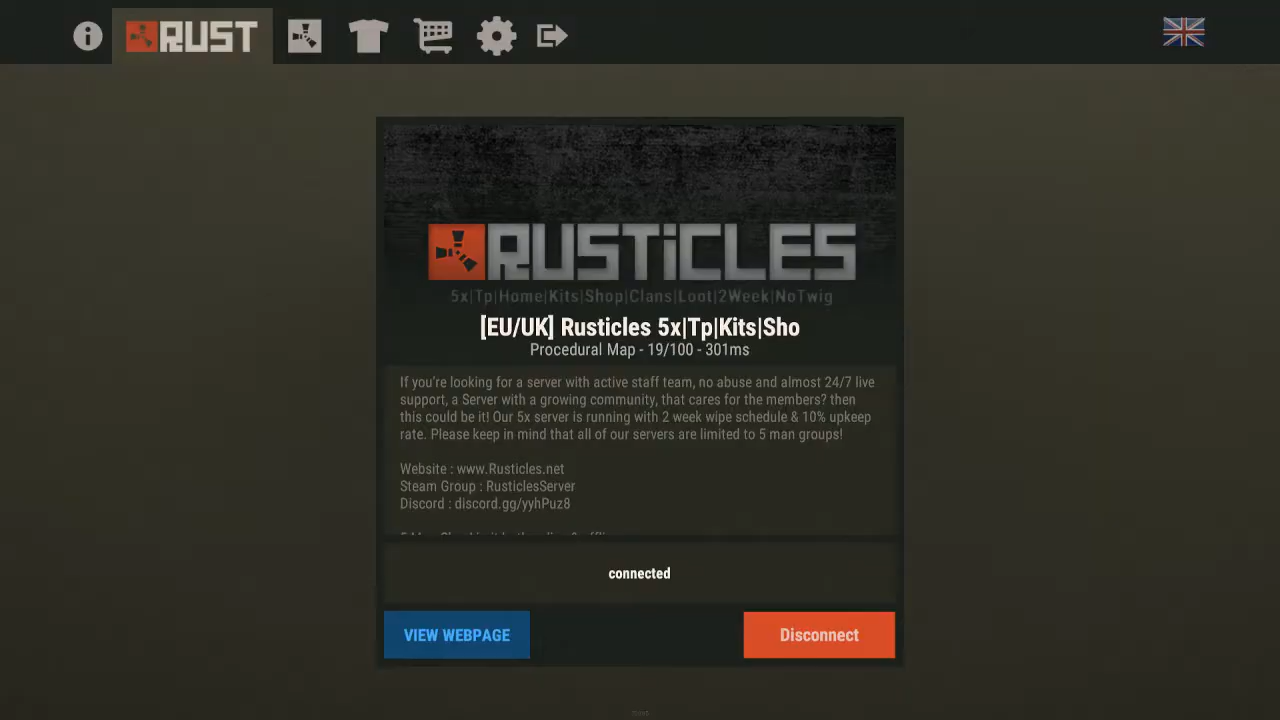 RUST
RUSTiCLES
5x|Tp|Home|Kits|Shop|Clans|Loot|2Week|NoTwig
[EU/UK] Rusticles 5x|Tp|Kits|Sho
Procedural Map - 19/100 - 301ms
If you're looking for a server with active staff team, no abuse and almost 24/7 live
support, a Server with a growing community, that cares for the members? then
this could be it! Our 5x server is running with 2 week wipe schedule & 10% upkeep
rate. Please keep in mind that all of our servers are limited to 5 man groups!
Website : www.Rusticles.net
Steam Group : RusticlesServer
Discord : discord.gg/yyhPuz8
connected
VIEW WEBPAGE
Disconnect